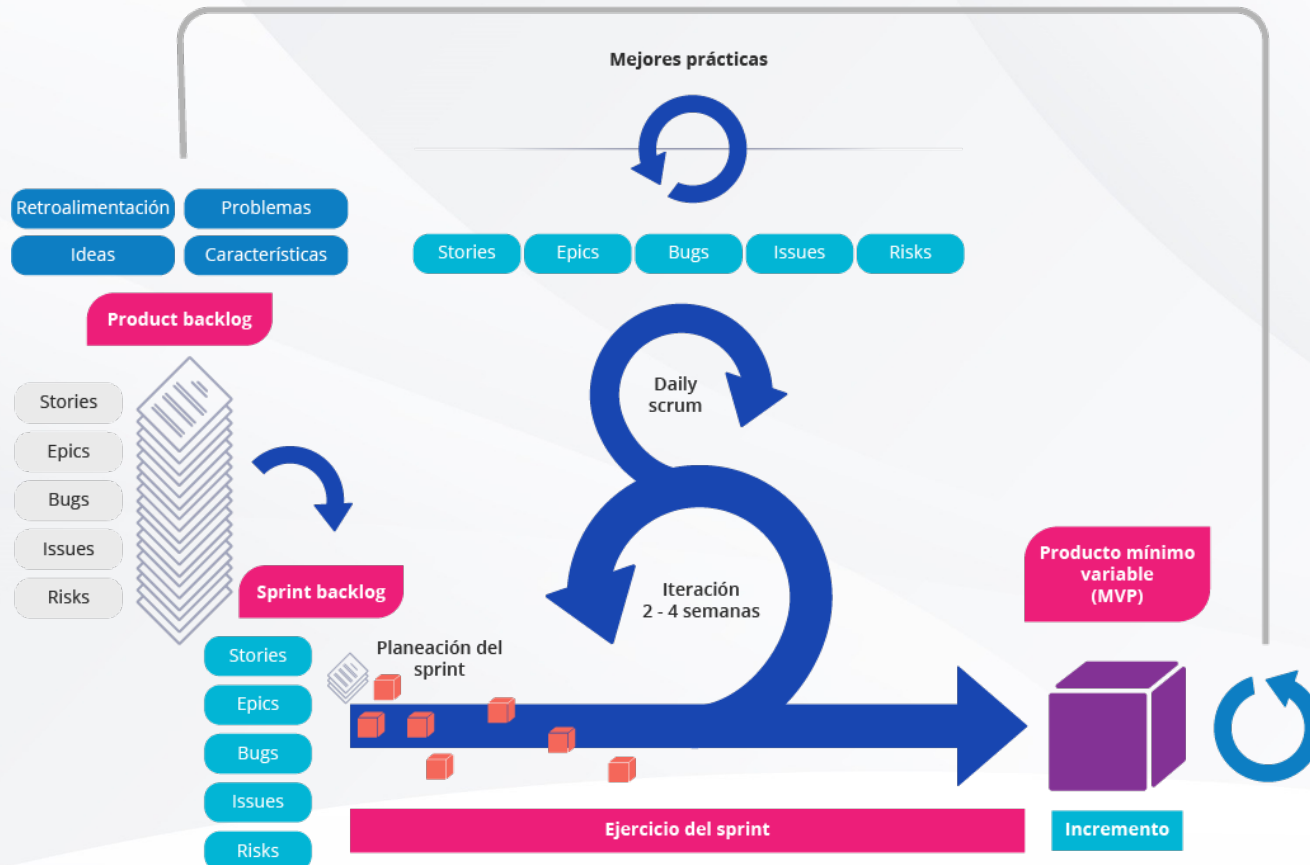 Mejores prácticas
Retroalimentación
Problemas
Ideas
Características
Stories
Epics
Bugs
Issues
Risks
Product backlog
Stories
Epics
Bugs
Issues
Risks
Daily
scrum
Iteración
2 - 4 semanas
Sprint backlog
Stories
Epics
Bugs
Issues
Risks
Planeación del
sprint
Producto mínimo
variable
(MVP)
Ejercicio del sprint
Incremento